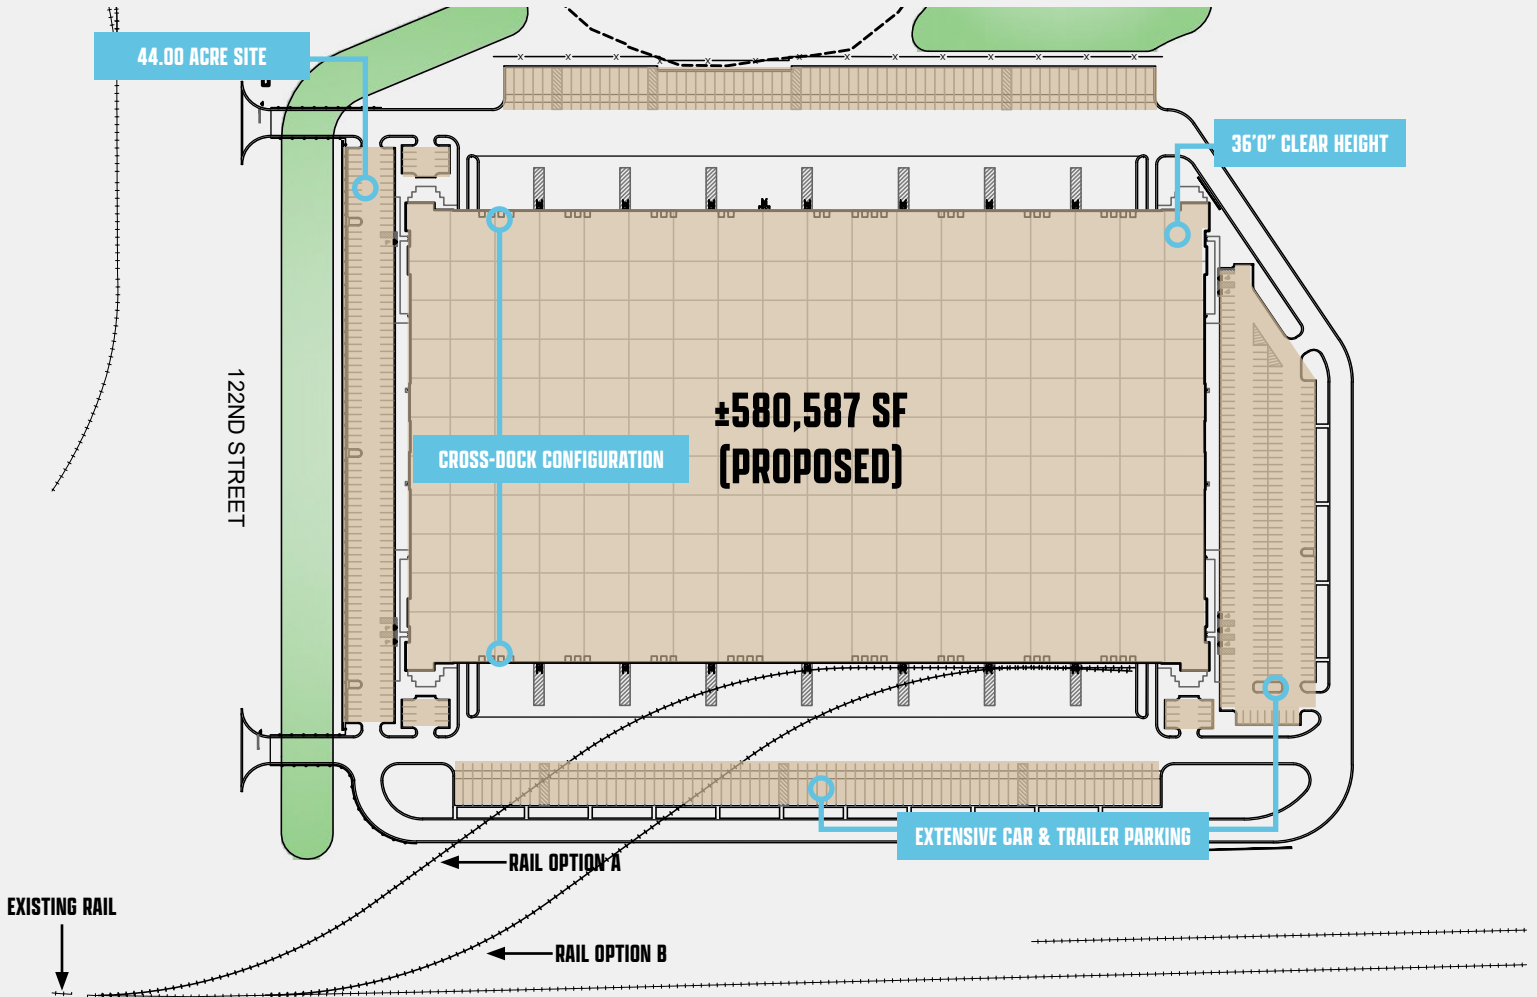 44.00 ACRE SITE
36'0" CLEAR HEIGHT
122ND STREET
±580,587 SF
(PROPOSED)
CROSS-DOCK CONFIGURATION
EXTENSIVE CAR & TRAILER PARKING
RAIL OPTION A
EXISTING RAIL
RAIL OPTION B